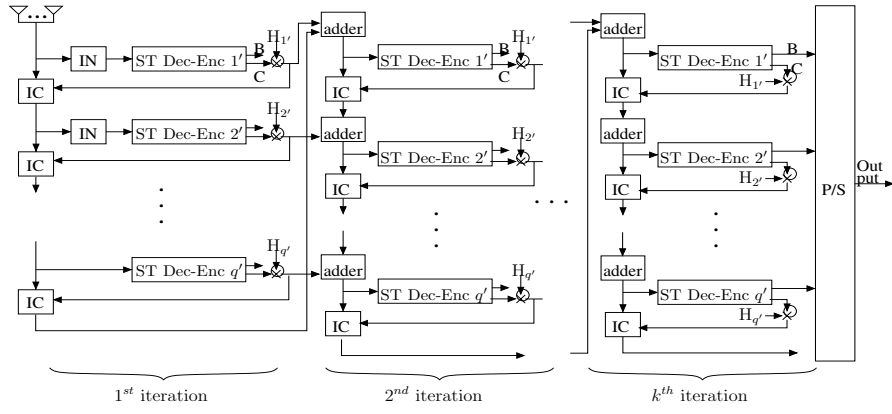 H1′ adder H1′ adder
B B B
IN ST Dec-Enc 1′ ST Dec-Enc 1′ ST Dec-Enc 1′
C C C
IC IC IC H1′
H2′ H2′
IN ST Dec-Enc 2′ adder adder
ST Dec-Enc 2′ ST Dec-Enc 2′
IC IC IC H2′
Out
put
P/S
Hq′ adder Hq′ adder
ST Dec-Enc q′ ST Dec-Enc q′ ST Dec-Enc q′
IC IC IC Hq′
1st iteration 2nd iteration kth iteration